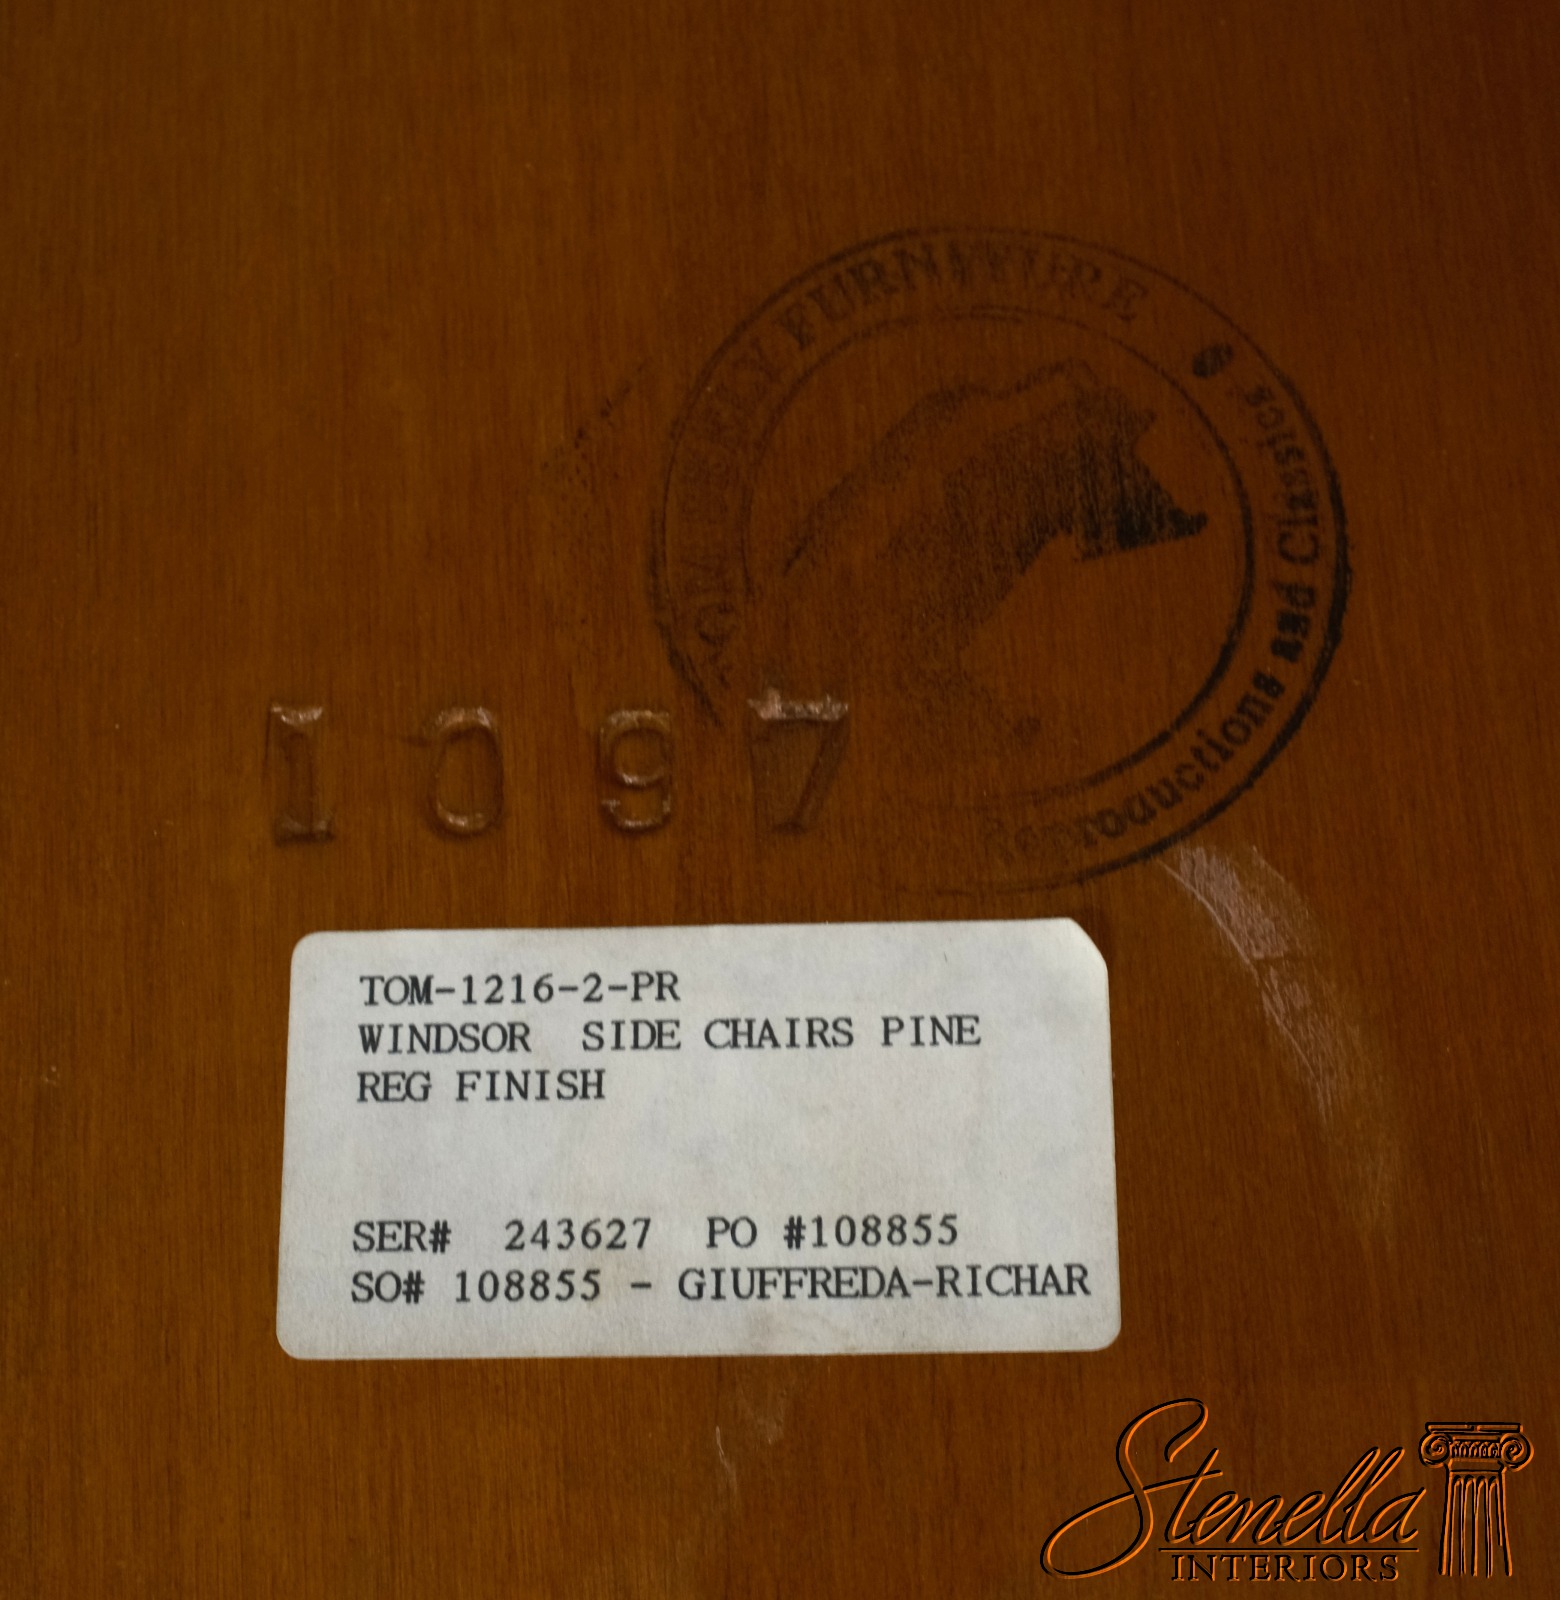 FURNITURE
Reproductions and Classics
1097
TOM-1216-2-PR
WINDSOR SIDE CHAIRS PINE
REG FINISH
SER# 243627 PO #108855
SO# 108855 - GIUFFREDA-RICHAR
Stenella
INTERIORS